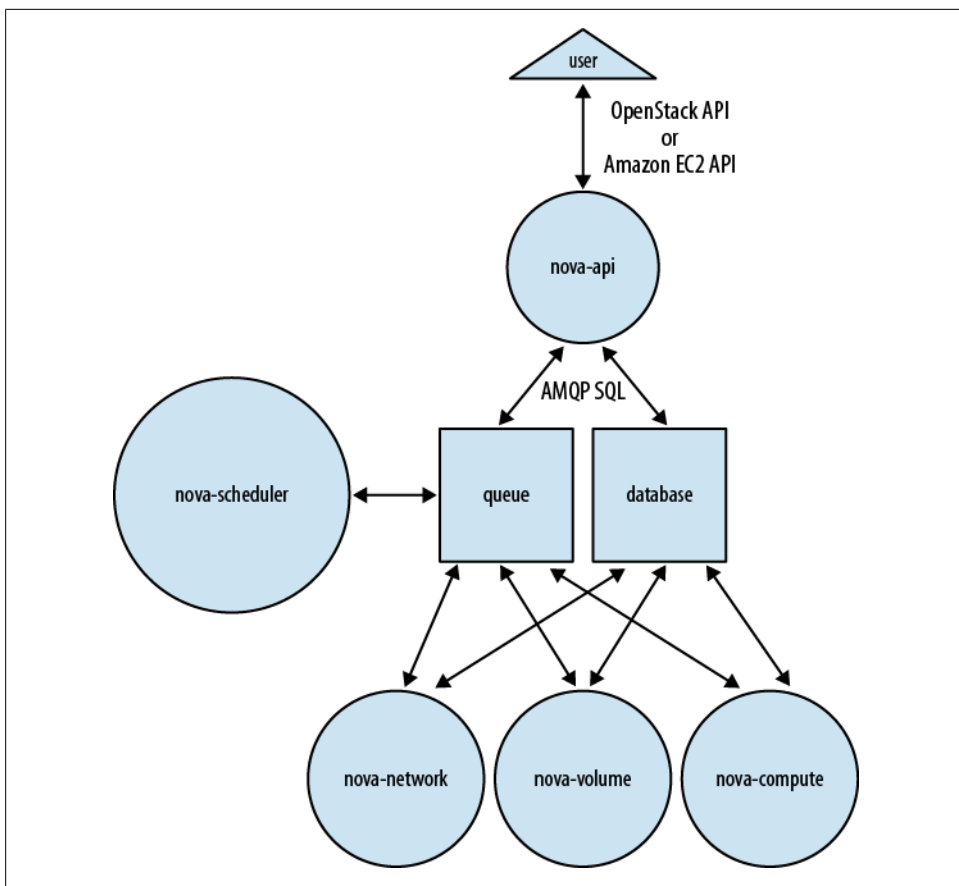 user
OpenStack API
or
Amazon EC2 API
nova-api
AMQP SQL
nova-scheduler
queue
database
nova-network
nova-volume
nova-compute